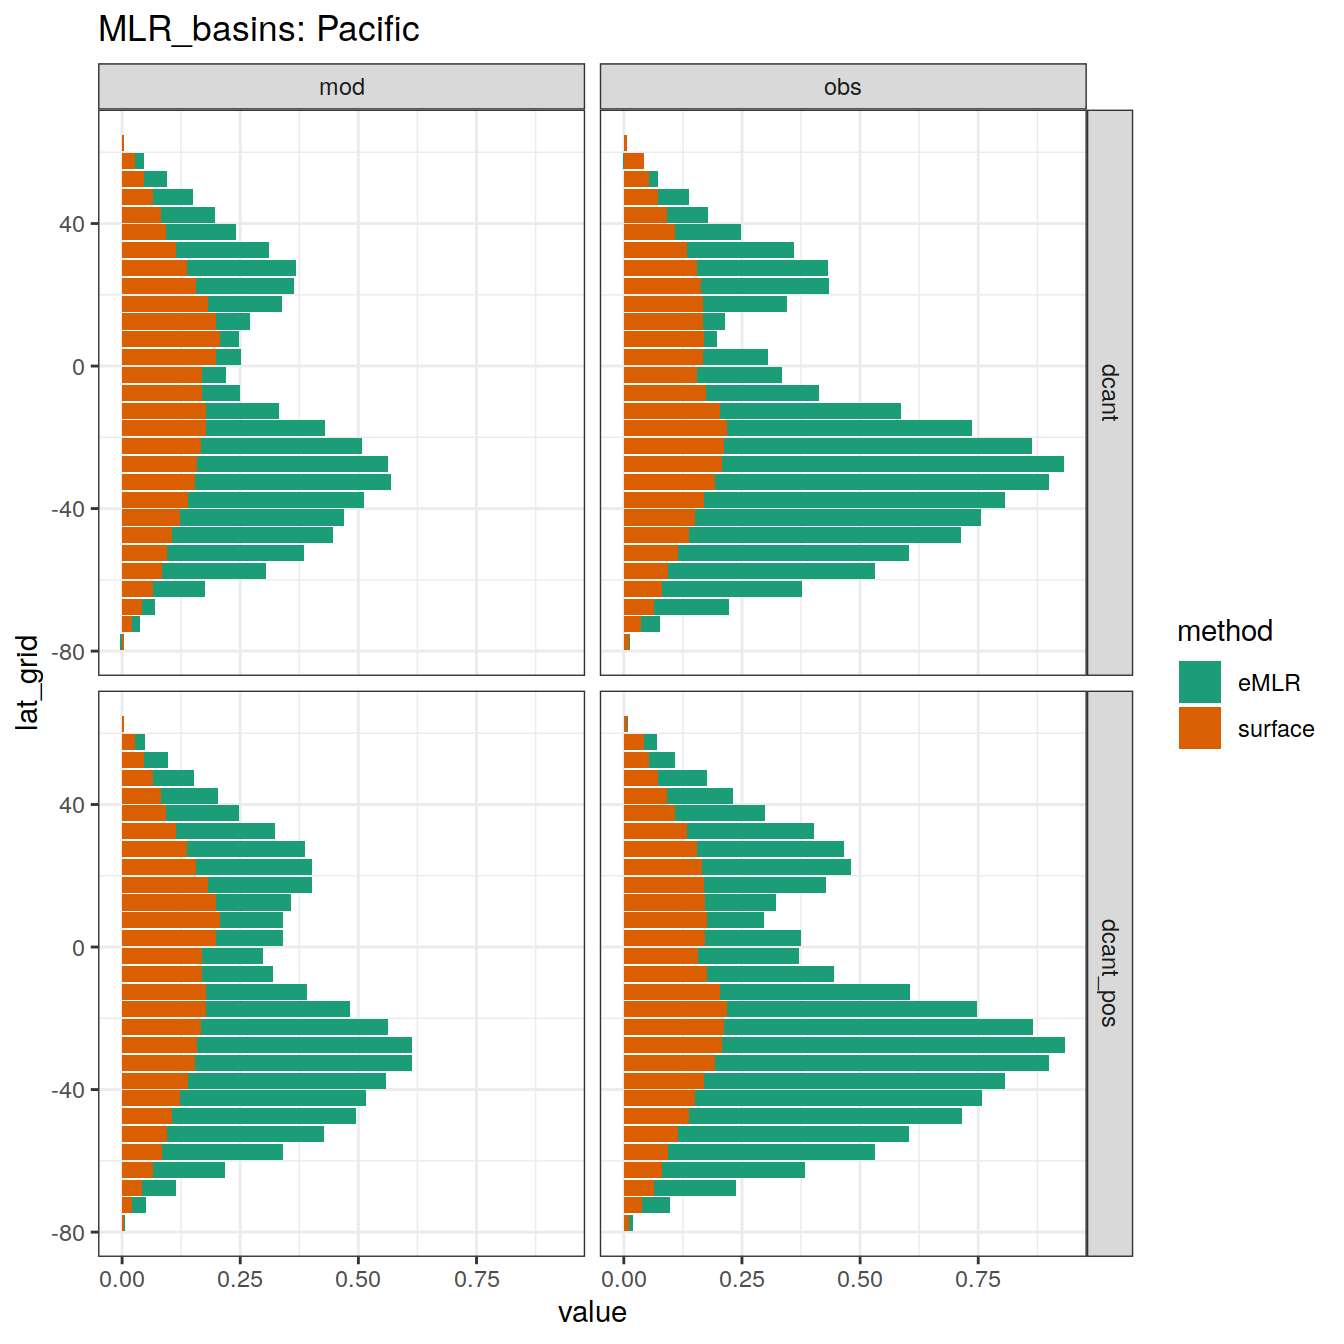 MLR_basins: Pacific
mod
obs
40
0
-40
-80
dcant
40
0
-40
-80
dcant_pos
0.00 0.25 0.50 0.75
0.00 0.25 0.50 0.75
value
lat_grid
method
eMLR
surface